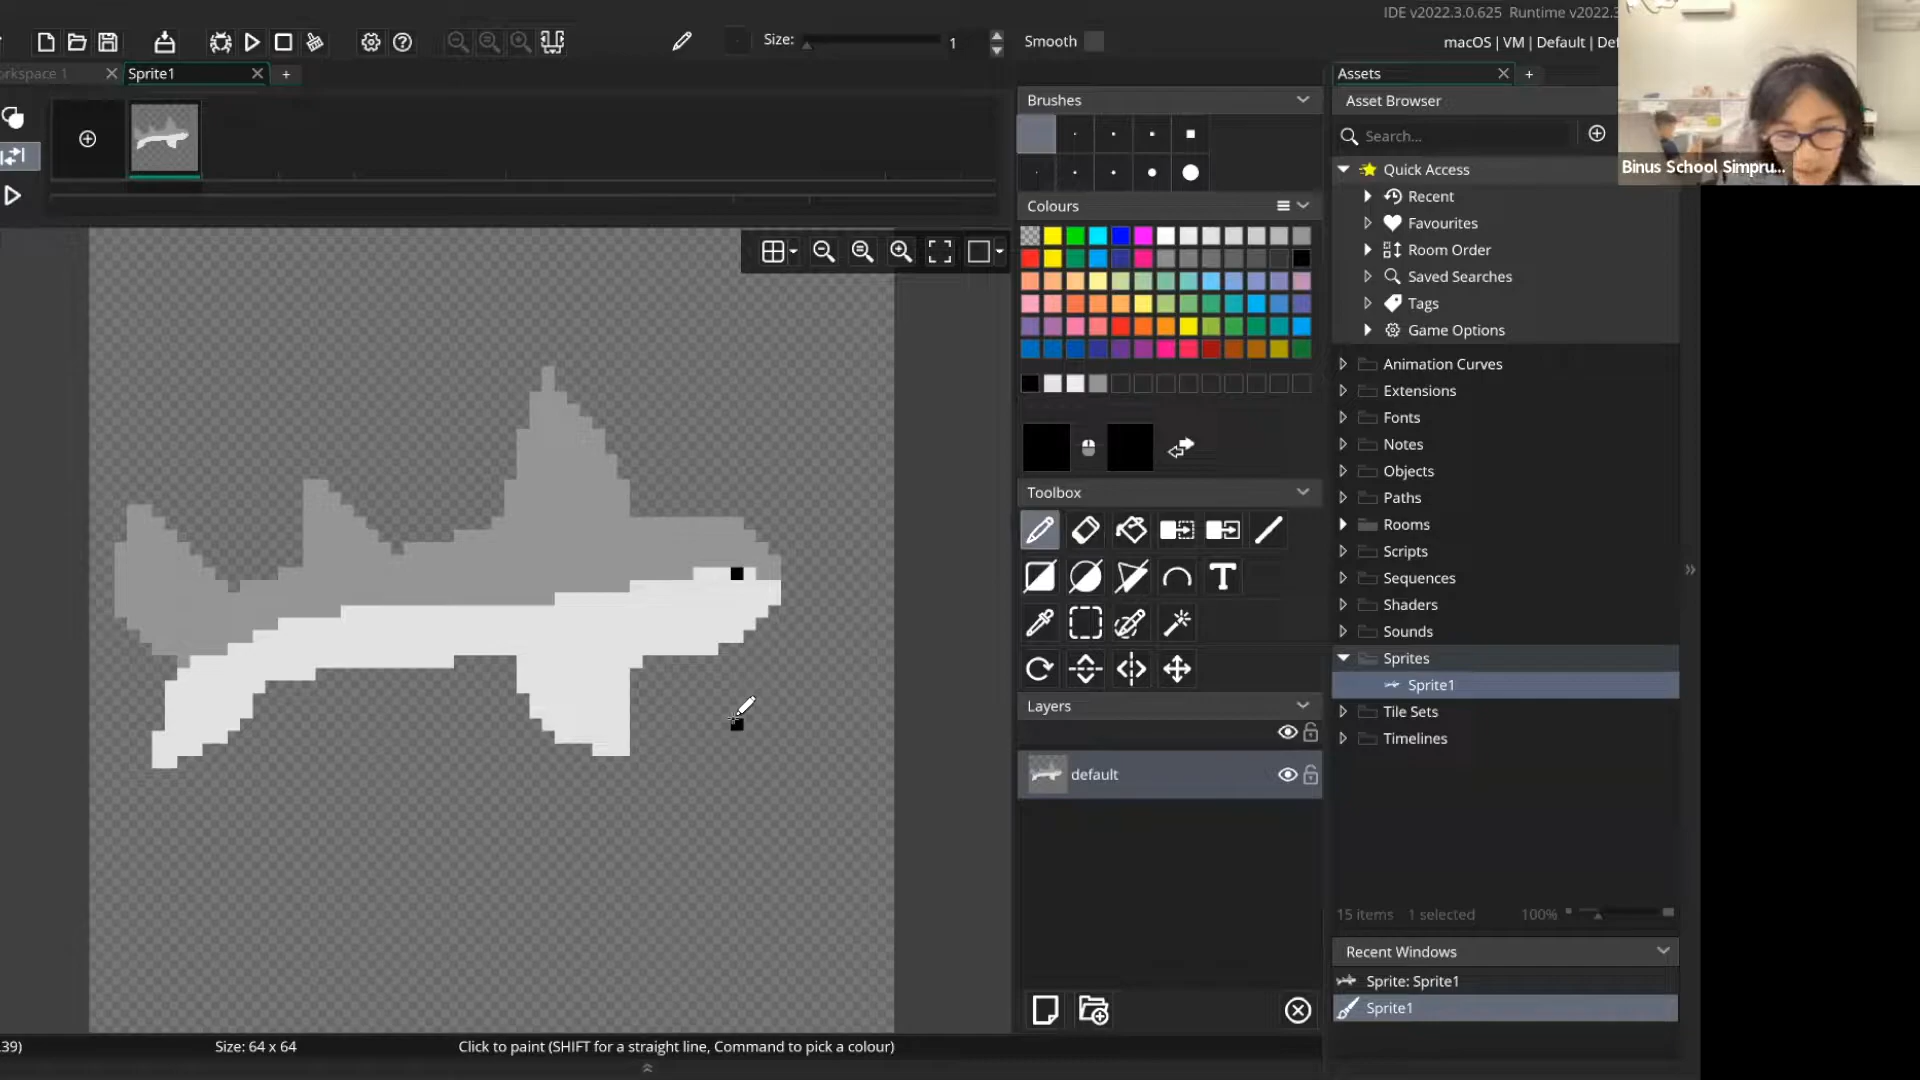 IDE v2022.3.0.625 Runtime v2022.3
Size: 1
Smooth
macOS | VM | Default | Def
orkspace 1
Sprite1
Assets
Brushes
Asset Browser
Search...
Binus School Simpru...
Quick Access
Recent
Colours
Favourites
Room Order
Saved Searches
Tags
Game Options
Animation Curves
Extensions
Fonts
Notes
Objects
Toolbox
Paths
Rooms
Scripts
Sequences
Shaders
Sounds
Sprites
Sprite1
Layers
Tile Sets
Timelines
default
15 items 1 selected 100%
Recent Windows
Sprite: Sprite1
Sprite1
39)
Size: 64 x 64
Click to paint (SHIFT for a straight line, Command to pick a colour)